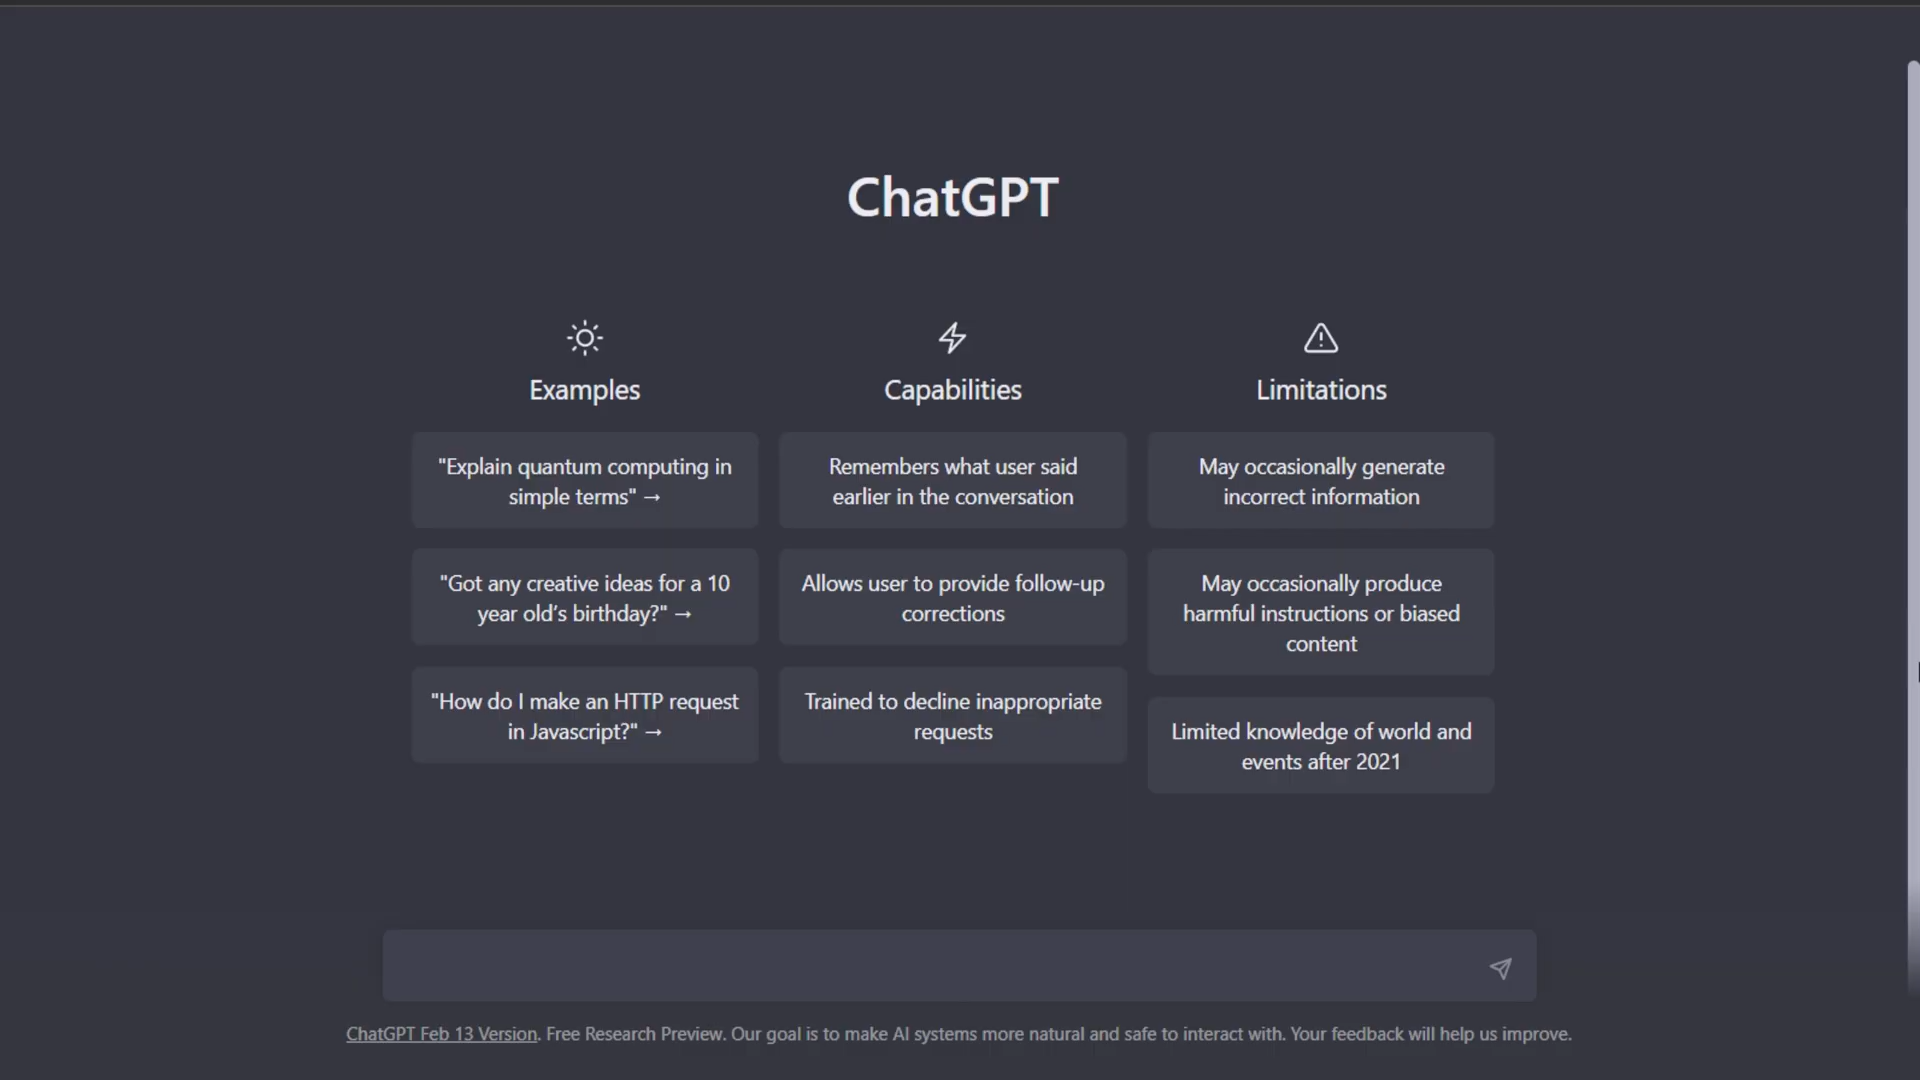 ChatGPT
Examples
"Explain quantum computing in
simple terms" →
"Got any creative ideas for a 10
year old’s birthday?" →
"How do I make an HTTP request
in Javascript?" →
Capabilities
Remembers what user said
earlier in the conversation
Allows user to provide follow-up
corrections
Trained to decline inappropriate
requests
Limitations
May occasionally generate
incorrect information
May occasionally produce
harmful instructions or biased
content
Limited knowledge of world and
events after 2021
ChatGPT Feb 13 Version. Free Research Preview. Our goal is to make AI systems more natural and safe to interact with. Your feedback will help us improve.